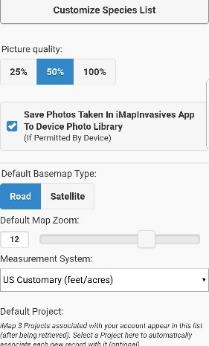 Customize Species List
Picture quality:
25% 50% 100%
Save Photos Taken In iMapInvasives App
To Device Photo Library
(If Permitted By Device)
Default Basemap Type:
Road Satellite
Default Map Zoom:
12
Measurement System:
US Customary (feet/acres)
Default Project:
iMap 3 Projects associated with your account appear in this list
(after being retrieved). Select a Project here to automatically
associate each new record with it (optional)